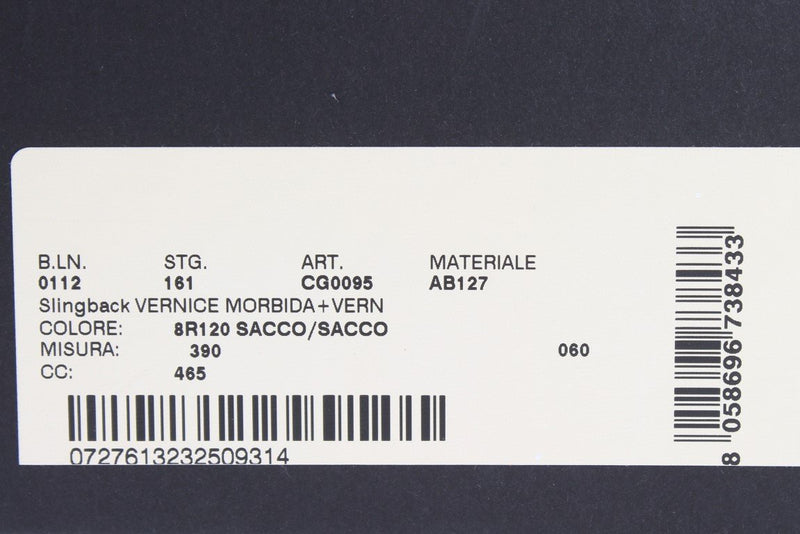 B.LN. STG. ART. MATERIALE
0112 161 CG0095 AB127
Slingback VERNICE MORBIDA+VERN
COLORE: 8R120 SACCO/SACCO
MISURA: 390 060
CC: 465
0727613232509314
8 058696 738433